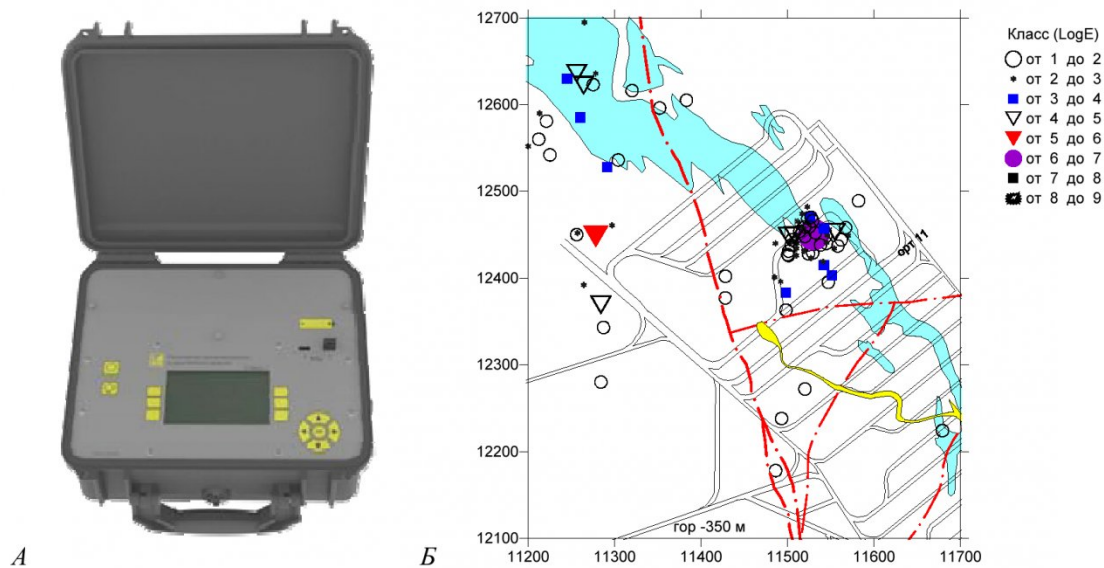 12700
12600
12500
12400
12300
12200
12100
11200 11300 11400 11500 11600 11700
орт 11
гор -350 м
Класс (LogE)
от 1 до 2
от 2 до 3
от 3 до 4
от 4 до 5
от 5 до 6
от 6 до 7
от 7 до 8
от 8 до 9
А
Б